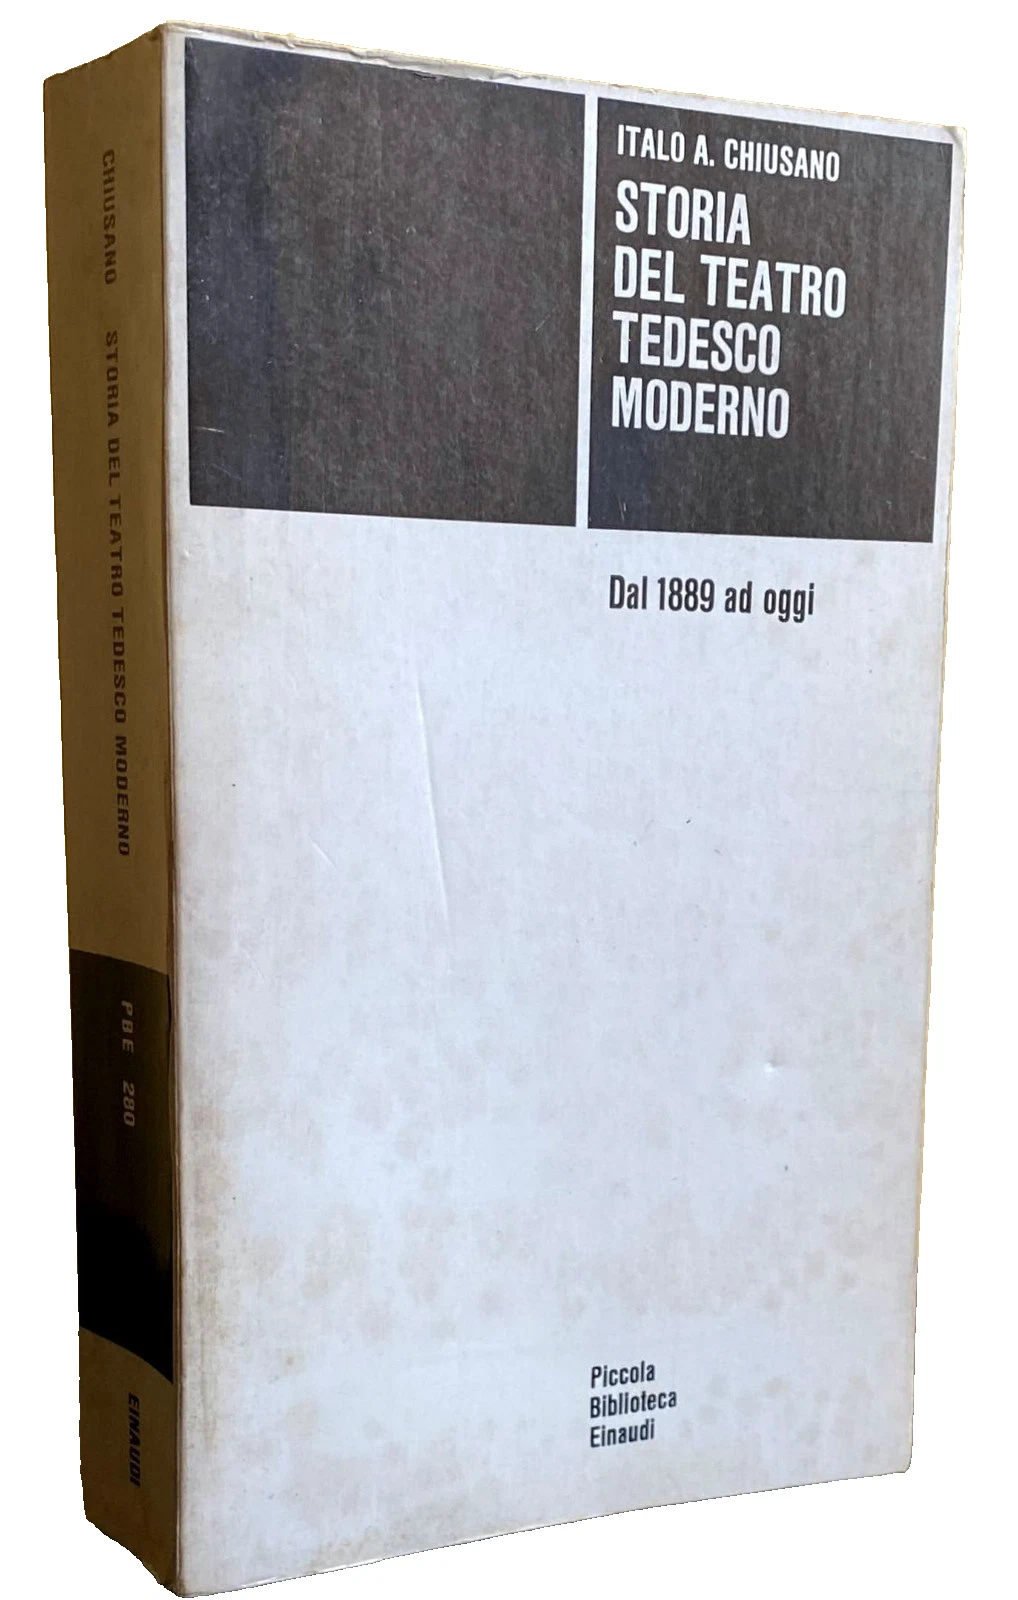 ITALO A. CHIUSANO
STORIA
DEL TEATRO
TEDESCO
MODERNO
Dal 1889 ad oggi
Piccola
Biblioteca
Einaudi
CHIUSANO STORIA DEL TEATRO TEDESCO MODERNO
PBE 280
EINAUDI